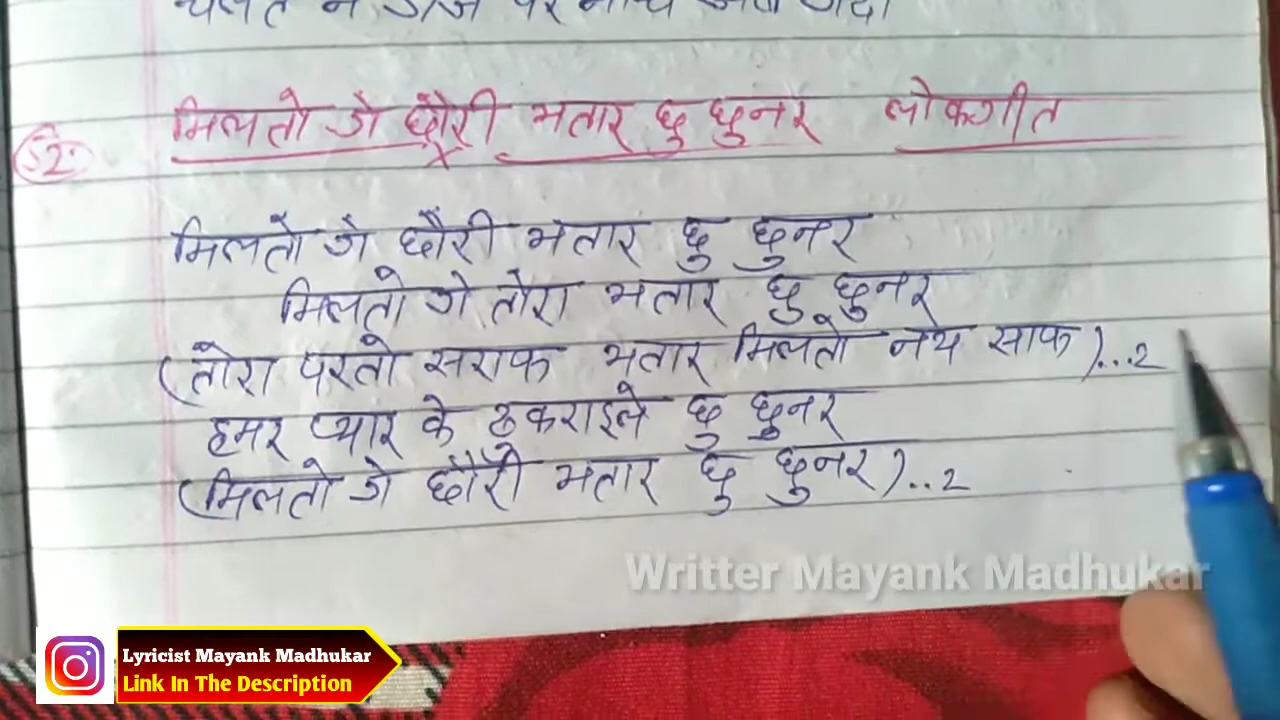 मिलतो गे छौरी भतार छु छुनर लोकगीत
52.
मिलतो गे छौरी भतार छु छुनर
मिलतो गे तोरा भतार छु छुनर
(तोरा परतो सराफ भतार मिलतो नय साफ)..2
हमर प्यार के ठुकराइले छु छुनर
(मिलतो गे छौरी भतार छु छुनर)..2
Writter Mayank Madhukar
Lyricist Mayank Madhukar
Link In The Description